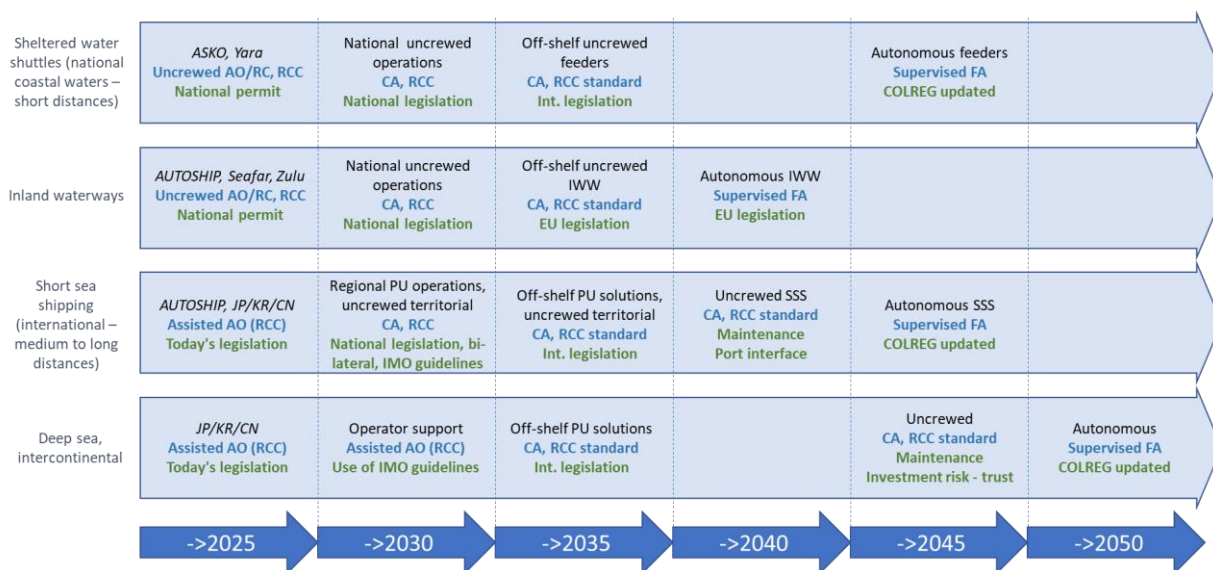 Sheltered water
shuttles (national
coastal waters –
short distances)
ASKO, Yara
Uncrewed AO/RC, RCC
National permit
National uncrewed
operations
CA, RCC
National legislation
Off-shelf uncrewed
feeders
CA, RCC standard
Int. legislation
Autonomous feeders
Supervised FA
COLREG updated
Inland waterways
AUTOSHIP, Seafar, Zulu
Uncrewed AO/RC, RCC
National permit
National uncrewed
operations
CA, RCC
National legislation
Off-shelf uncrewed
IWW
CA, RCC standard
EU legislation
Autonomous IWW
Supervised FA
EU legislation
Short sea
shipping
(international –
medium to long
distances)
AUTOSHIP, JP/KR/CN
Assisted AO (RCC)
Today's legislation
Regional PU operations,
uncrewed territorial
CA, RCC
National legislation, bi-
lateral, IMO guidelines
Off-shelf PU solutions,
uncrewed territorial
CA, RCC standard
Int. legislation
Uncrewed SSS
CA, RCC standard
Maintenance
Port interface
Autonomous SSS
Supervised FA
COLREG updated
Deep sea,
intercontinental
JP/KR/CN
Assisted AO (RCC)
Today's legislation
Operator support
Assisted AO (RCC)
Use of IMO guidelines
Off-shelf PU solutions
CA, RCC standard
Int. legislation
Uncrewed
CA, RCC standard
Maintenance
Investment risk - trust
Autonomous
Supervised FA
COLREG updated
->2025
->2030
->2035
->2040
->2045
->2050